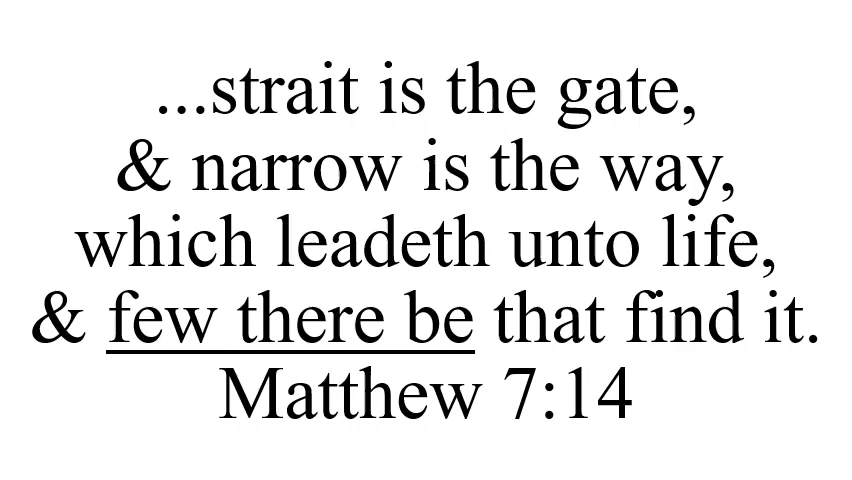 ...strait is the gate,
& narrow is the way,
which leadeth unto life,
& few there be that find it.
Matthew 7:14